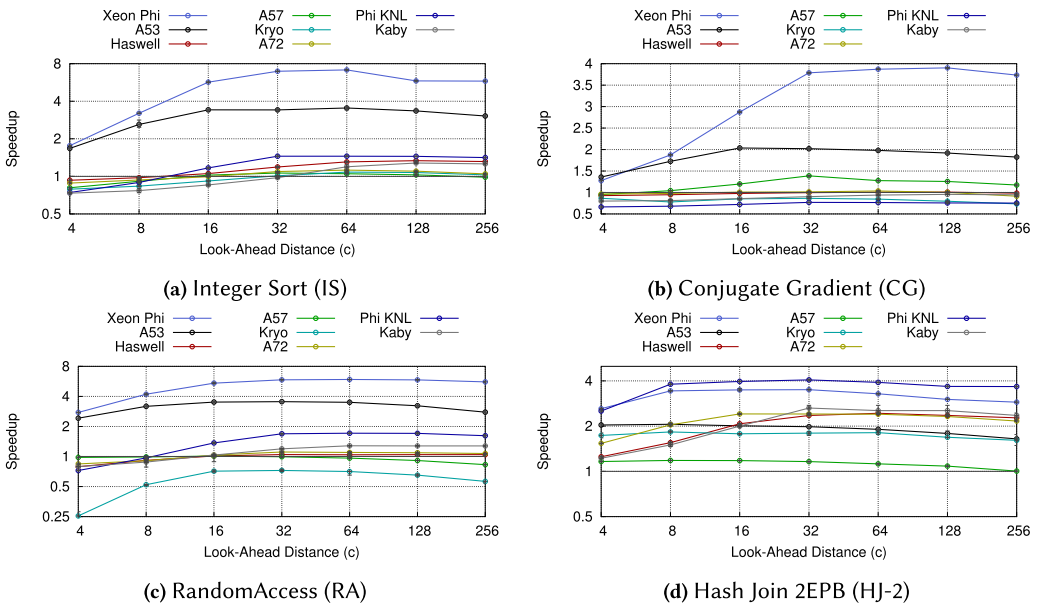 Xeon Phi A57 Phi KNL
A53 Kryo Kaby
Haswell A72
8
4
2
1
0.5
Speedup
4 8 16 32 64 128 256
Look-Ahead Distance (c)
(a) Integer Sort (IS)
Xeon Phi A57 Phi KNL
A53 Kryo Kaby
Haswell A72
4
3.5
3
2.5
2
1.5
1
0.5
Speedup
4 8 16 32 64 128 256
Look-ahead Distance (c)
(b) Conjugate Gradient (CG)
Xeon Phi A57 Phi KNL
A53 Kryo Kaby
Haswell A72
8
4
2
1
0.5
0.25
Speedup
4 8 16 32 64 128 256
Look-Ahead Distance (c)
(c) RandomAccess (RA)
Xeon Phi A57 Phi KNL
A53 Kryo Kaby
Haswell A72
4
2
1
0.5
Speedup
4 8 16 32 64 128 256
Look-Ahead Distance (c)
(d) Hash Join 2EPB (HJ-2)